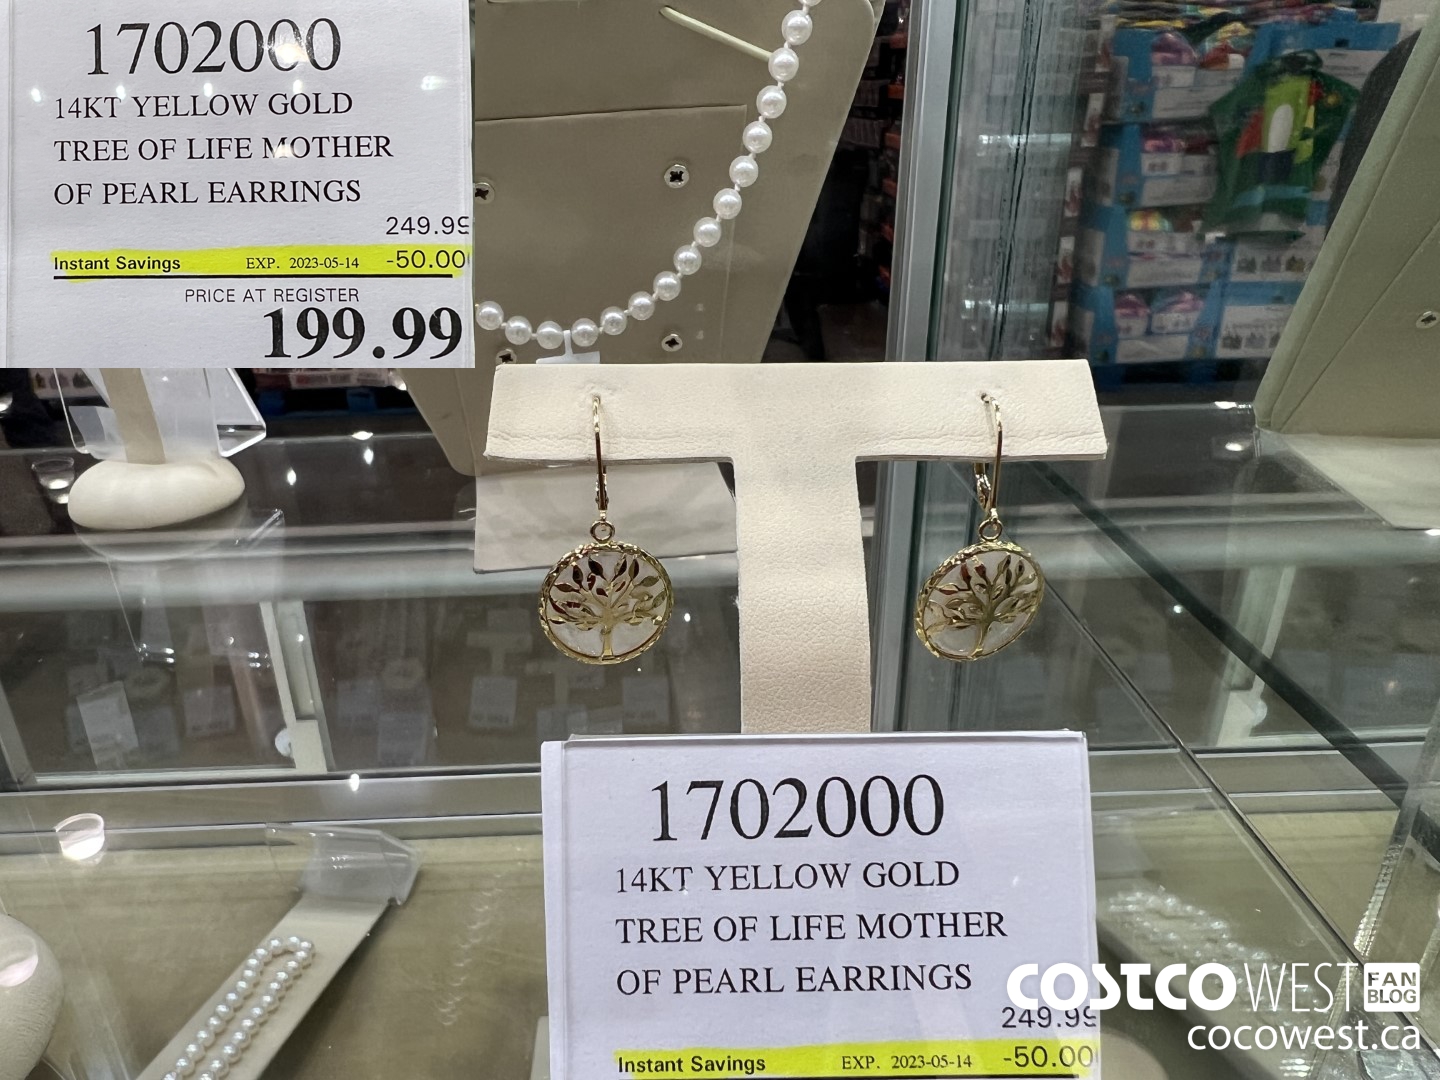 1702000
14KT YELLOW GOLD
TREE OF LIFE MOTHER
OF PEARL EARRINGS
249.99
Instant Savings EXP. 2023-05-14 -50.00
PRICE AT REGISTER
199.99
1702000
14KT YELLOW GOLD
TREE OF LIFE MOTHER
OF PEARL EARRINGS
249.99
Instant Savings EXP. 2023-05-14 -50.00
COSTCO WEST FAN BLOG
cocowest.ca